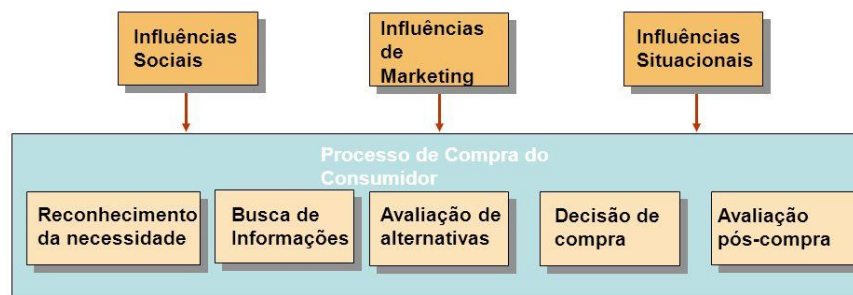 Influências
Sociais
Influências
de
Marketing
Influências
Situacionais
Processo de Compra do
Consumidor
Reconhecimento
da necessidade
Busca de
Informações
Avaliação de
alternativas
Decisão de
compra
Avaliação
pós-compra